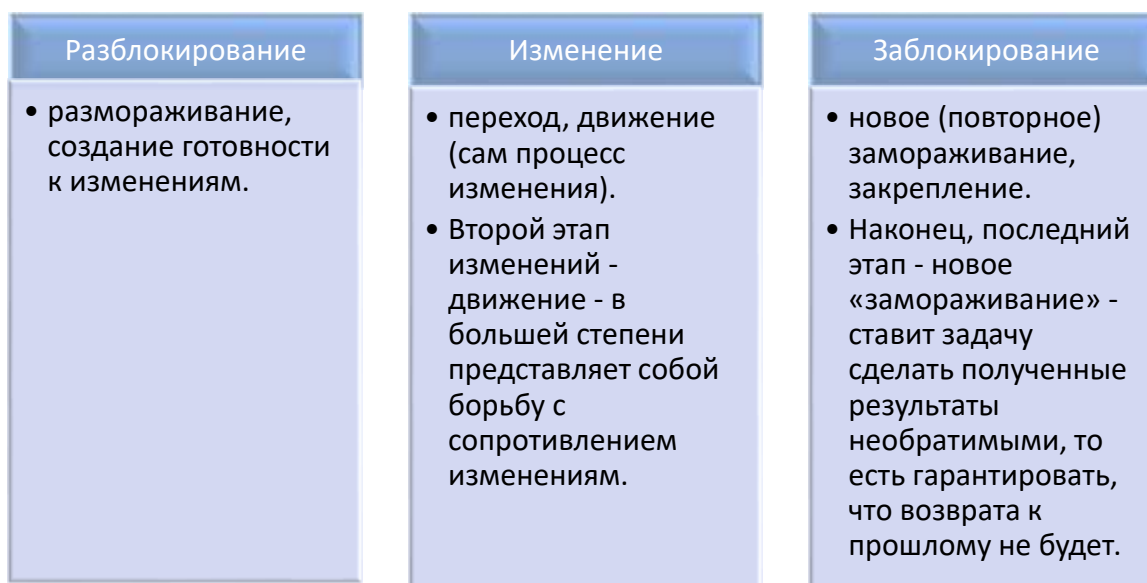 Разблокирование
• размораживание,
создание готовности
к изменениям.
Изменение
• переход, движение
(сам процесс
изменения).
• Второй этап
изменений -
движение - в
большей степени
представляет собой
борьбу с
сопротивлением
изменениям.
Заблокирование
• новое (повторное)
замораживание,
закрепление.
• Наконец, последний
этап - новое
«замораживание» -
ставит задачу
сделать полученные
результаты
необратимыми, то
есть гарантировать,
что возврата к
прошлому не будет.